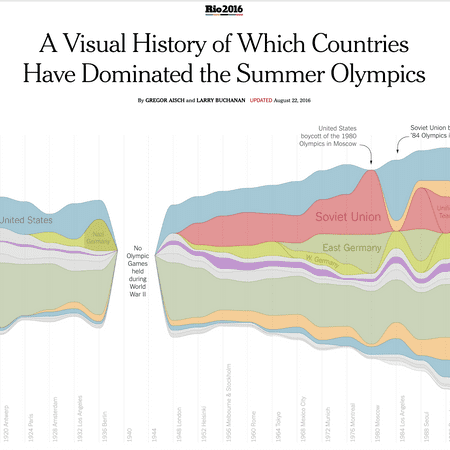 Rio2016
A Visual History of Which Countries
Have Dominated the Summer Olympics
By GREGOR AISCH and LARRY BUCHANAN UPDATED August 22, 2016
United States
boycott of the 1980
Olympics in Moscow
Soviet Union b
'84 Olympics i
United States
Nazi
Germany
No
Olympic
Games
held
during
World
War II
Soviet Union
East Germany
W. Germany
Uni
Tea
1920 Antwerp
1924 Paris
1928 Amsterdam
1932 Los Angeles
1936 Berlin
1940
1944
1948 London
1952 Helsinki
1956 Melbourne & Stockholm
1960 Rome
1964 Tokyo
1968 Mexico City
1972 Munich
1976 Montreal
1980 Moscow
1984 Los Angeles
1988 Seoul